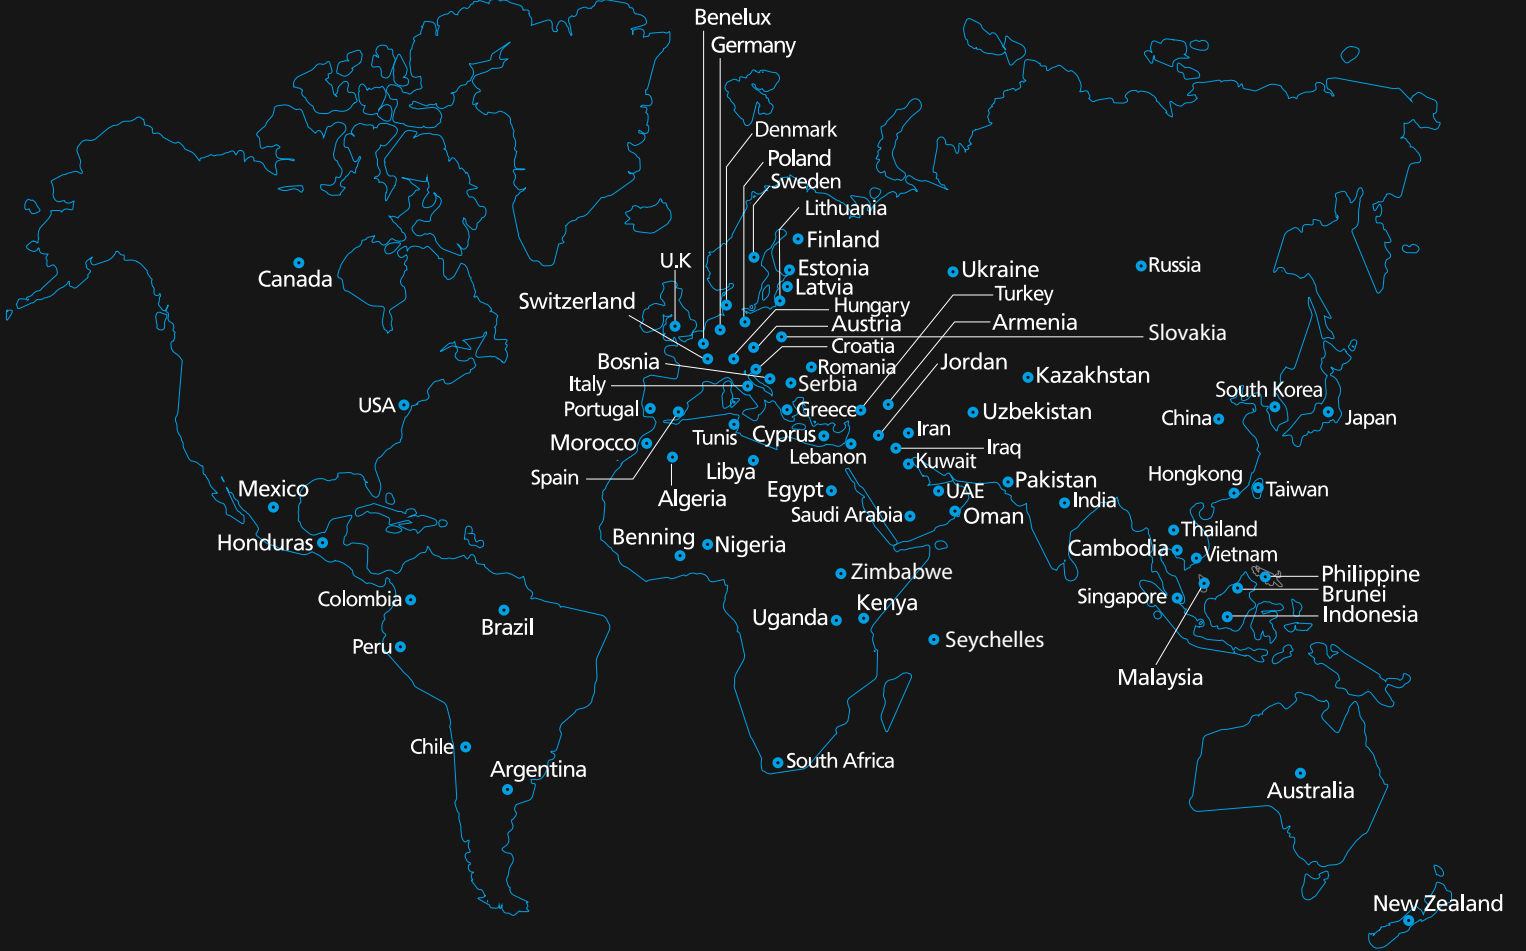 Benelux
Germany
Denmark
Poland
Sweden
Lithuania
Finland
U.K
Canada
Estonia
Ukraine
Russia
Latvia
Turkey
Switzerland
Hungary
Austria
Armenia
Slovakia
Croatia
Bosnia
Romania
Jordan
Italy
Serbia
Kazakhstan
South Korea
USA
Portugal
Greece
Uzbekistan
China
Japan
Morocco
Tunis
Cyprus
Iran
Lebanon
Iraq
Spain
Libya
Kuwait
Mexico
Algeria
Egypt
UAE
Pakistan
India
Hongkong
Taiwan
Saudi Arabia
Oman
Honduras
Benning
Nigeria
Thailand
Cambodia
Vietnam
Zimbabwe
Philippine
Colombia
Singapore
Brunei
Brazil
Uganda
Kenya
Indonesia
Peru
Seychelles
Malaysia
Chile
Argentina
South Africa
Australia
New Zealand